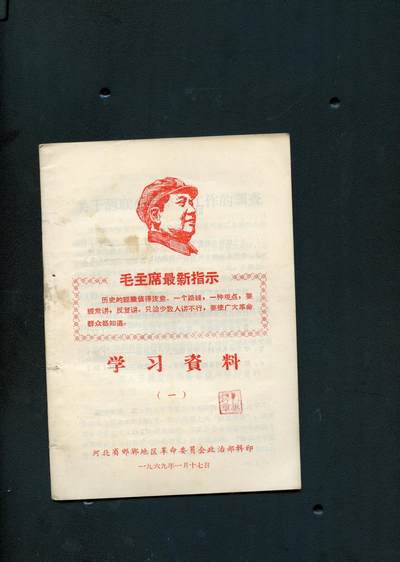 毛主席最新指示
历史的经验值得注意。一个路线，一种观点，要
经常讲，反复讲。只给少数人讲不行，要使广大革命
群众都知道。
学习資料
（一）
河北省邯郸地区革命委员会政治部料印
一九六九年一月十七日